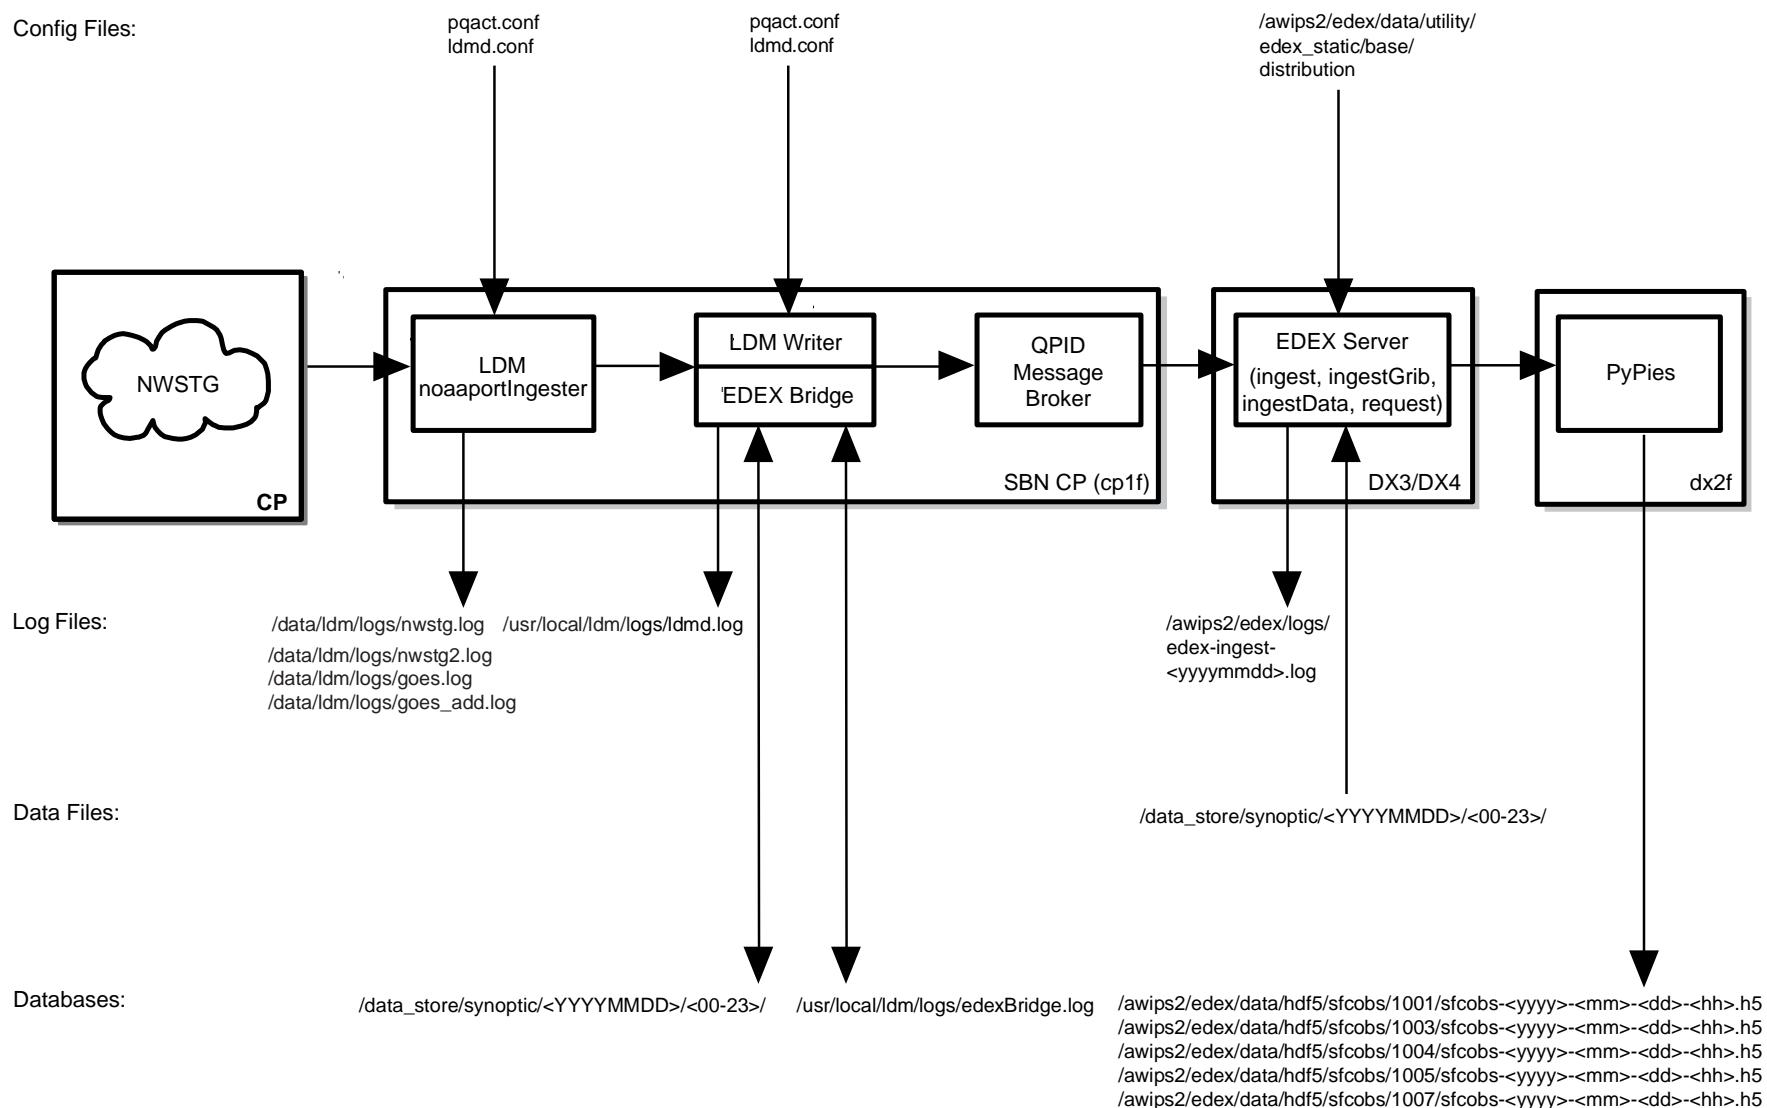 Config Files:
pqact.conf
ldmd.conf
pqact.conf
ldmd.conf
/awips2/edex/data/utility/
edex_static/base/
distribution
NWSTG
CP
LDM
noaaportIngester
LDM Writer
EDEX Bridge
QPID
Message
Broker
SBN CP (cp1f)
EDEX Server
(ingest, ingestGrib,
ingestData, request)
DX3/DX4
PyPies
dx2f
Log Files:
/data/ldm/logs/nwstg.log
/data/ldm/logs/nwstg2.log
/data/ldm/logs/goes.log
/data/ldm/logs/goes_add.log
/usr/local/ldm/logs/ldmd.log
/awips2/edex/logs/
edex-ingest-
<yyyymmdd>.log
Data Files:
/data_store/synoptic/<YYYYMMDD>/<00-23>/
Databases:
/data_store/synoptic/<YYYYMMDD>/<00-23>/
/usr/local/ldm/logs/edexBridge.log
/awips2/edex/data/hdf5/sfcobs/1001/sfcobs-<yyyy>-<mm>-<dd>-<hh>.h5
/awips2/edex/data/hdf5/sfcobs/1003/sfcobs-<yyyy>-<mm>-<dd>-<hh>.h5
/awips2/edex/data/hdf5/sfcobs/1004/sfcobs-<yyyy>-<mm>-<dd>-<hh>.h5
/awips2/edex/data/hdf5/sfcobs/1005/sfcobs-<yyyy>-<mm>-<dd>-<hh>.h5
/awips2/edex/data/hdf5/sfcobs/1007/sfcobs-<yyyy>-<mm>-<dd>-<hh>.h5